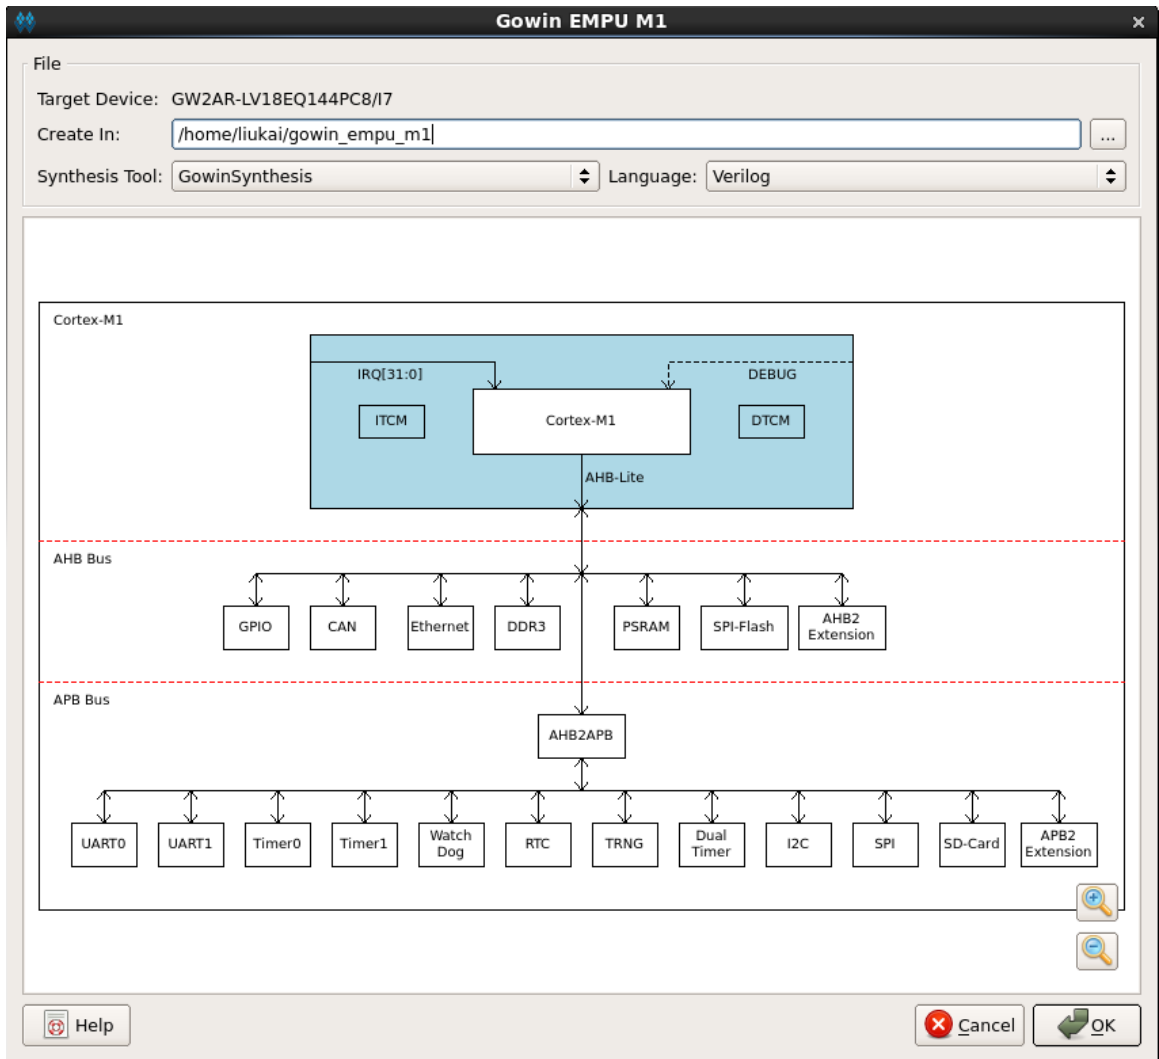 Gowin EMPU M1
File
Target Device: GW2AR-LV18EQ144PC8/I7
Create In: /home/liukai/gowin_empu_m1
...
Synthesis Tool: GowinSynthesis Language: Verilog
Cortex-M1
IRQ[31:0]
DEBUG
ITCM
Cortex-M1
DTCM
AHB-Lite
AHB Bus
GPIO
CAN
Ethernet
DDR3
PSRAM
SPI-Flash
AHB2
Extension
APB Bus
AHB2APB
UART0
UART1
Timer0
Timer1
Watch
Dog
RTC
TRNG
Dual
Timer
I2C
SPI
SD-Card
APB2
Extension
Help
Cancel
OK